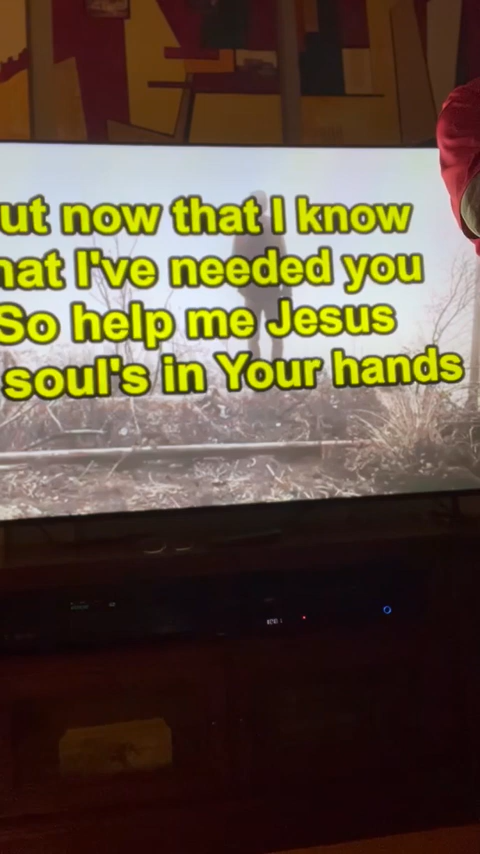 ut now that I know
hat I've needed you
So help me Jesus
soul's in Your hands